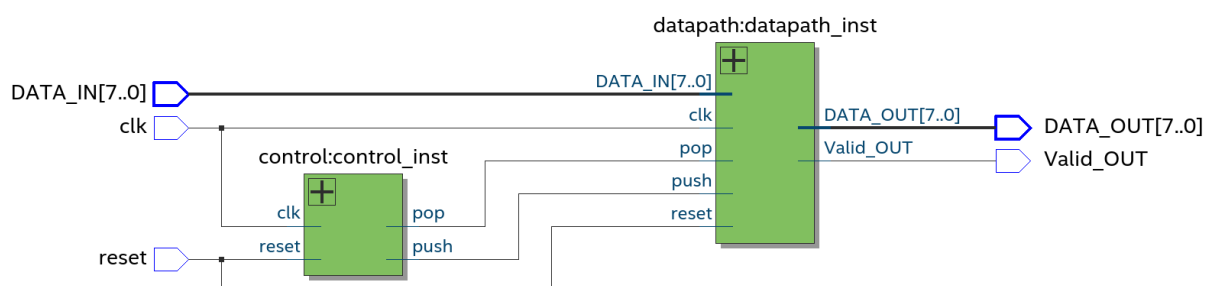 datapath:datapath_inst
DATA_IN[7..0]
DATA_IN[7..0]
clk
clk
DATA_OUT[7..0]
DATA_OUT[7..0]
control:control_inst
pop
Valid_OUT
Valid_OUT
push
clk
pop
reset
reset
reset
push